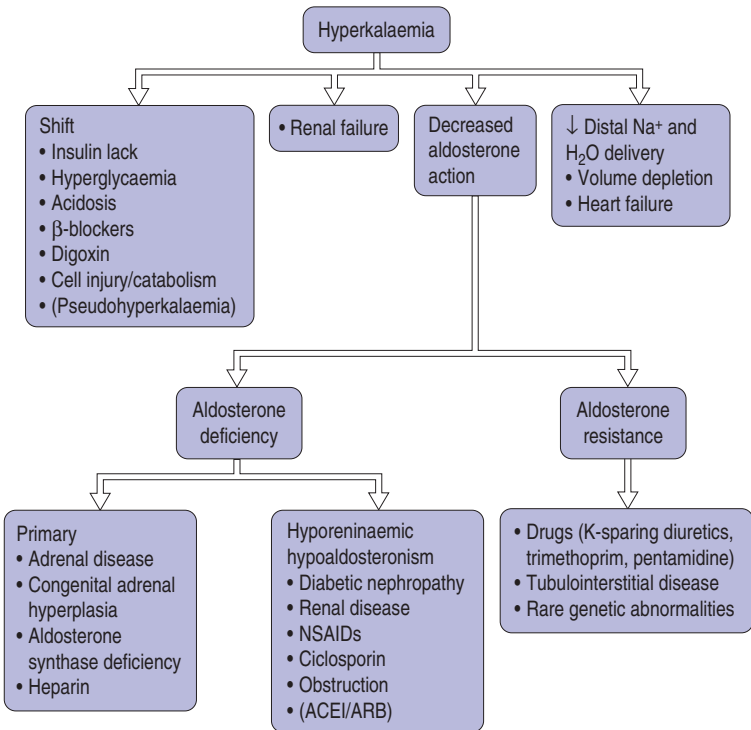 Hyperkalaemia
Shift
• Insulin lack
• Hyperglycaemia
• Acidosis
• β-blockers
• Digoxin
• Cell injury/catabolism
• (Pseudohyperkalaemia)
• Renal failure
Decreased
aldosterone
action
↓ Distal Na⁺ and
H₂O delivery
• Volume depletion
• Heart failure
Aldosterone
deficiency
Aldosterone
resistance
Primary
• Adrenal disease
• Congenital adrenal
hyperplasia
• Aldosterone
synthase deficiency
• Heparin
Hyporeninaemic
hypoaldosteronism
• Diabetic nephropathy
• Renal disease
• NSAIDs
• Ciclosporin
• Obstruction
• (ACEI/ARB)
• Drugs (K-sparing diuretics,
trimethoprim, pentamidine)
• Tubulointerstitial disease
• Rare genetic abnormalities